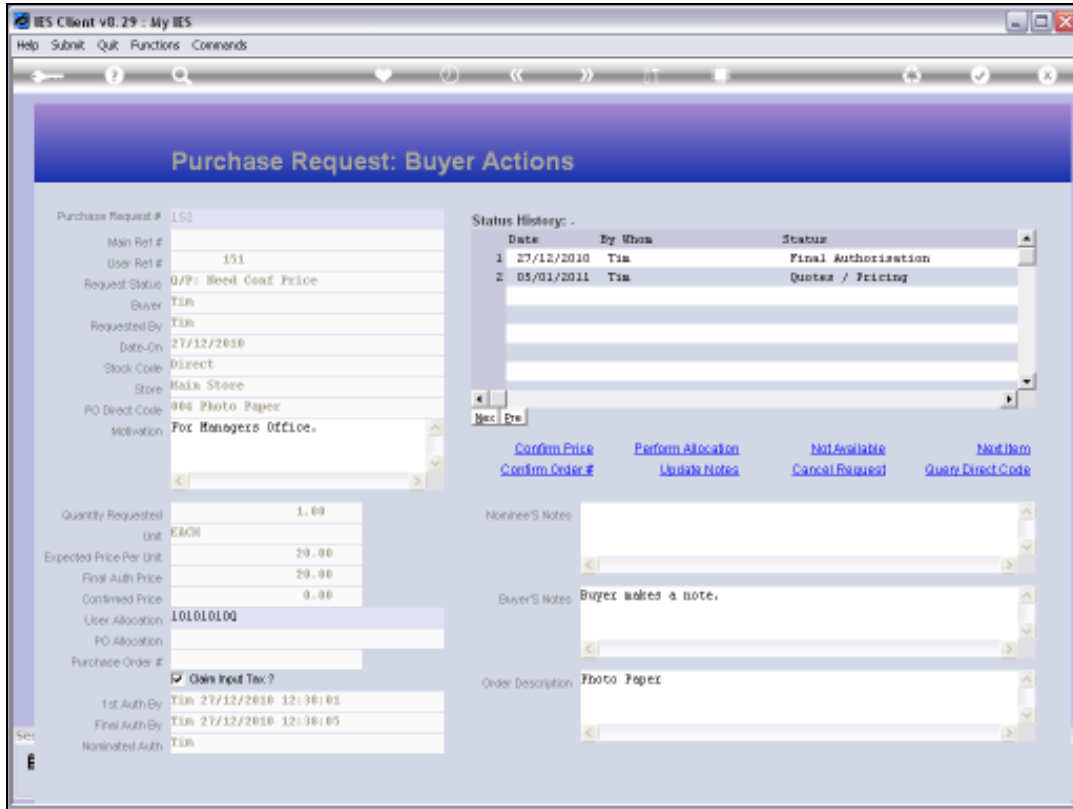 IES Client v8.29 : My IES
Help Submit Quit Functions Commands
Purchase Request: Buyer Actions
Purchase Request # 152
Main Ref #
User Ref # 151
Request Status Q/P: Need Conf Price
Buyer Tim
Requested By Tim
Date-On 27/12/2010
Stock Code Direct
Store Main Store
PO Direct Code 004 Photo Paper
Motivation For Managers Office.
Status History: -
Date By Whom Status
1 27/12/2010 Tim Final Authorisation
2 05/01/2011 Tim Quotes / Pricing
Nex Pre
Confirm Price Perform Allocation Not Available Next Item
Confirm Order # Update Notes Cancel Request Query Direct Code
Quantity Requested 1.00
Unit EACH
Expected Price Per Unit 20.00
Final Auth Price 20.00
Confirmed Price 0.00
User Allocation 10101010Q
PO Allocation
Purchase Order #
Claim Input Tax ?
1st Auth By Tim 27/12/2010 12:30:01
Final Auth By Tim 27/12/2010 12:30:05
Nominated Auth Tim
Nominee'S Notes
Buyer'S Notes Buyer makes a note.
Order Description Photo Paper